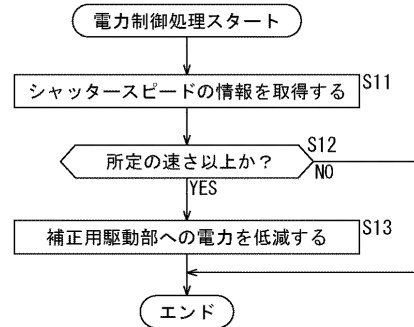 電力制御処理スタート
S11
シャッタースピードの情報を取得する
S12
所定の速さ以上か？
NO
YES
S13
補正用駆動部への電力を低減する
エンド